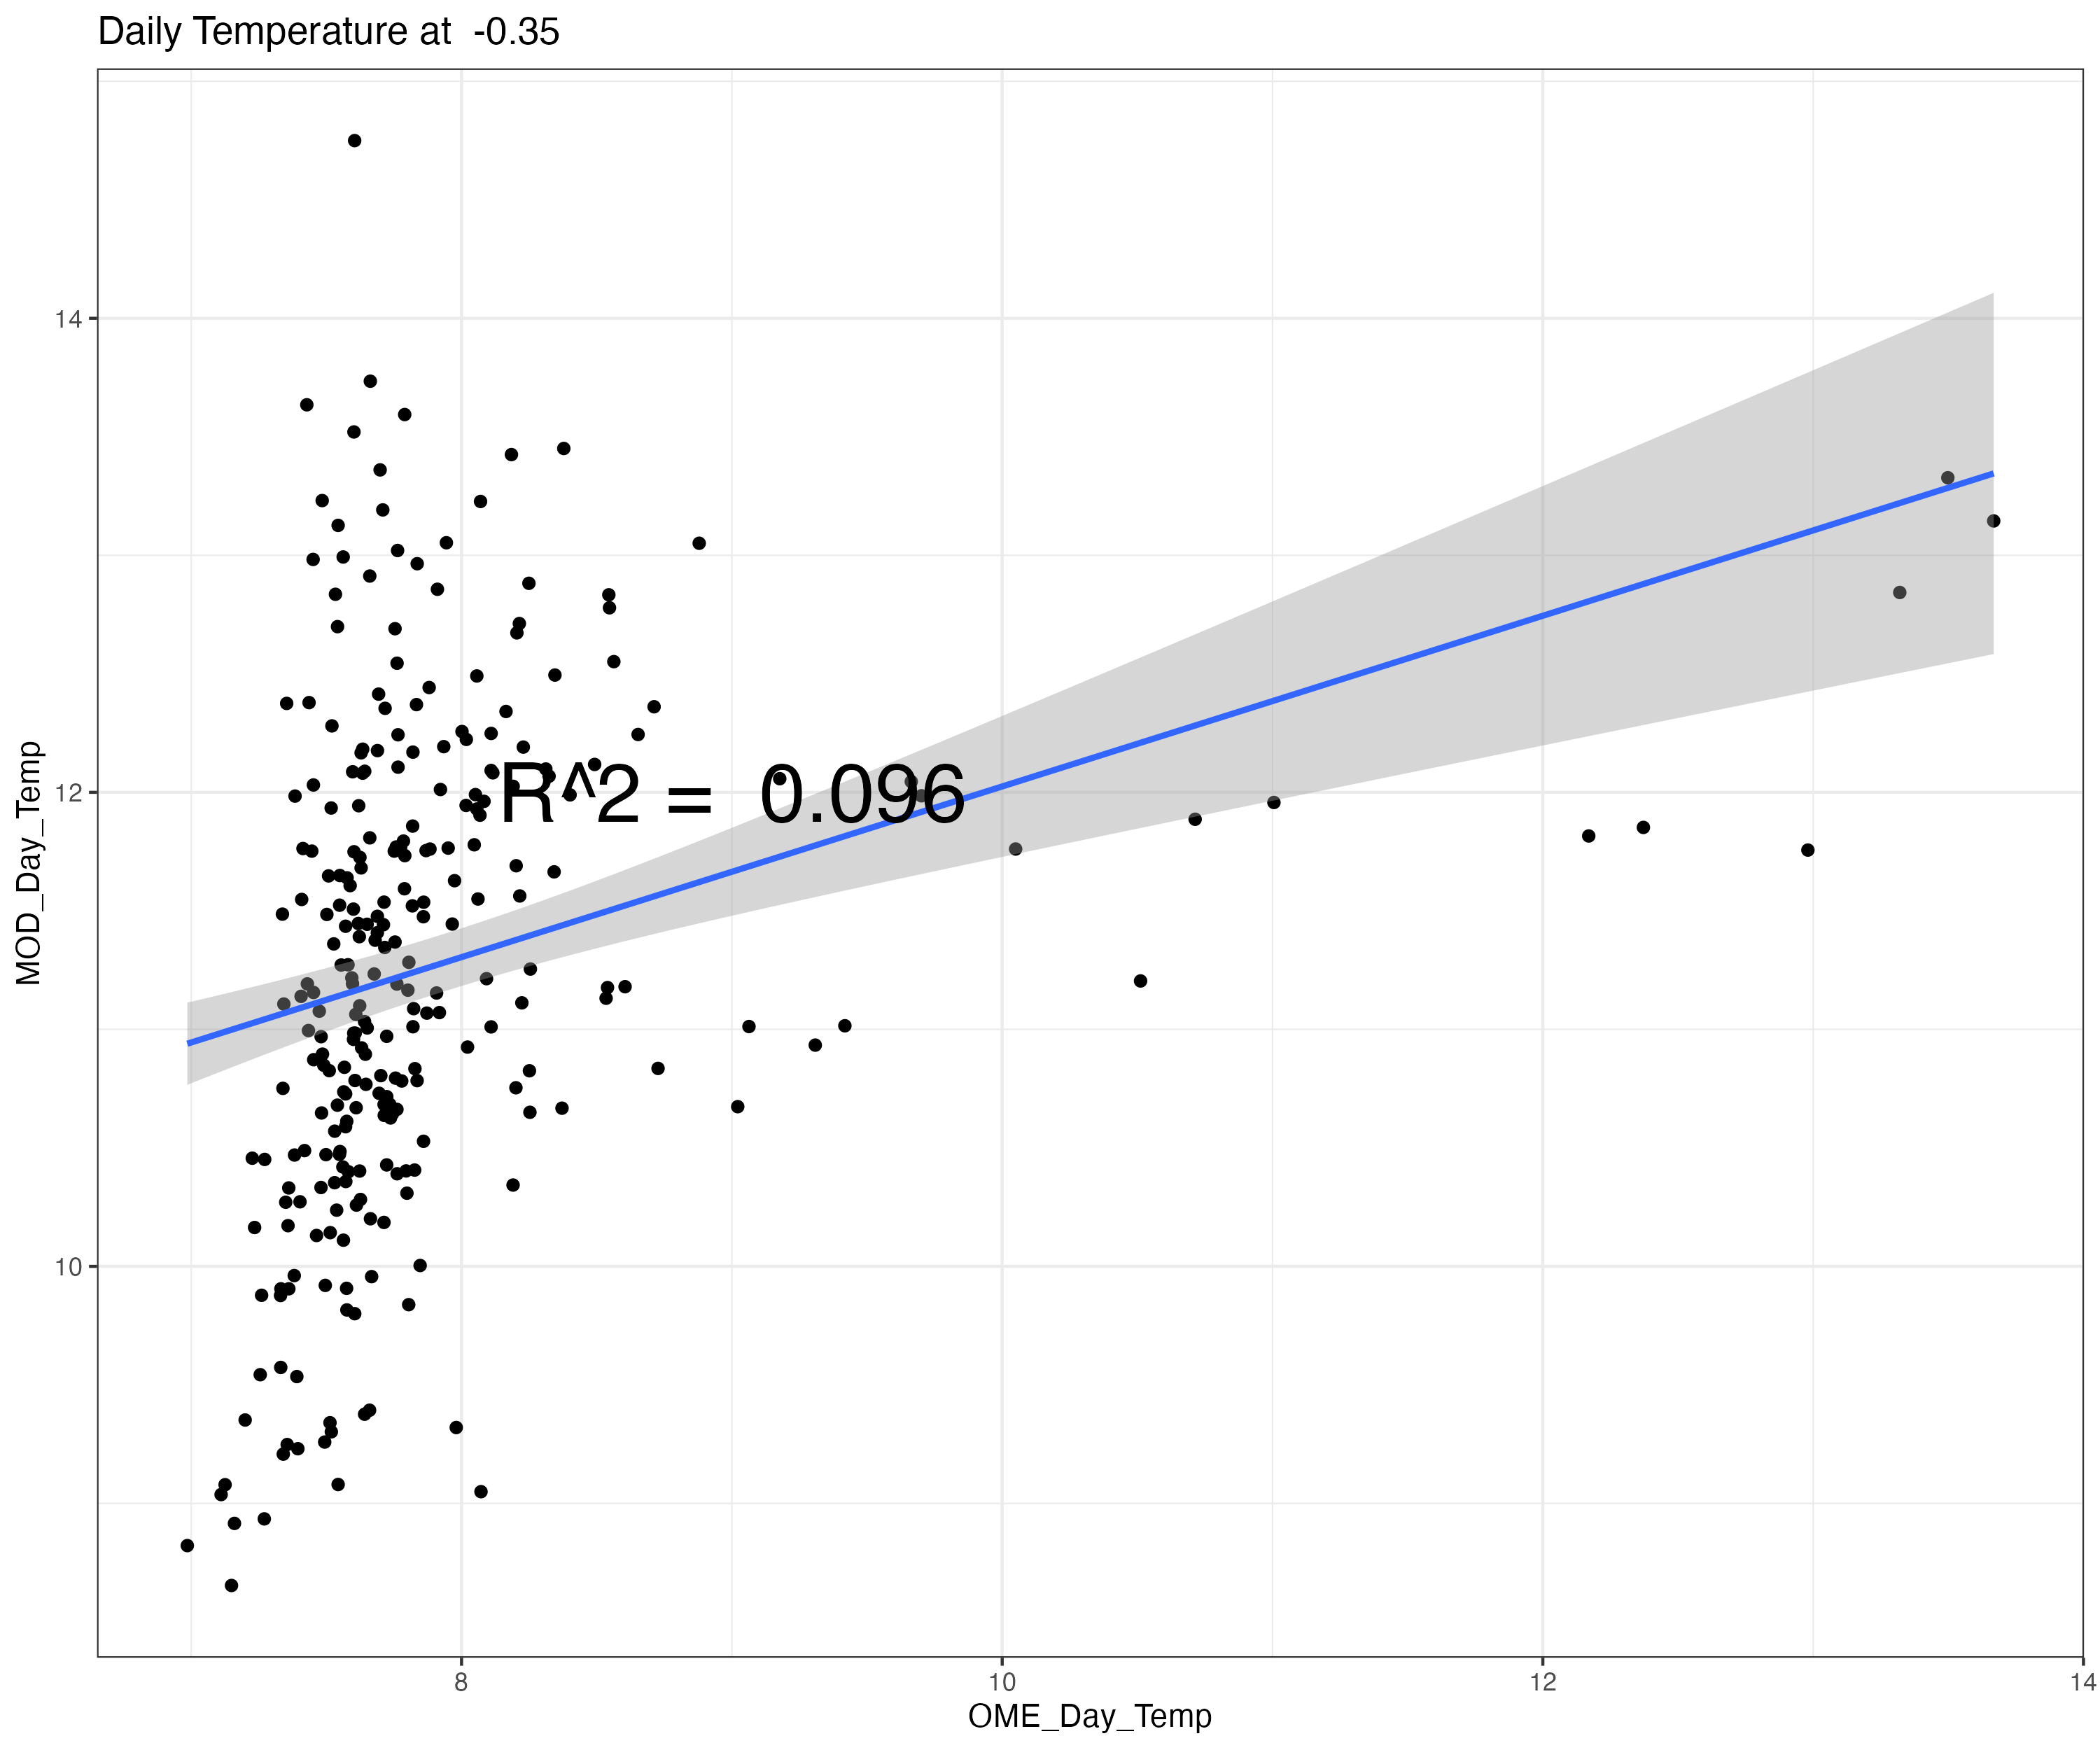 Daily Temperature at  -0.35
14
12
10
MOD_Day_Temp
R^2 =  0.096
8
10
12
14
OME_Day_Temp